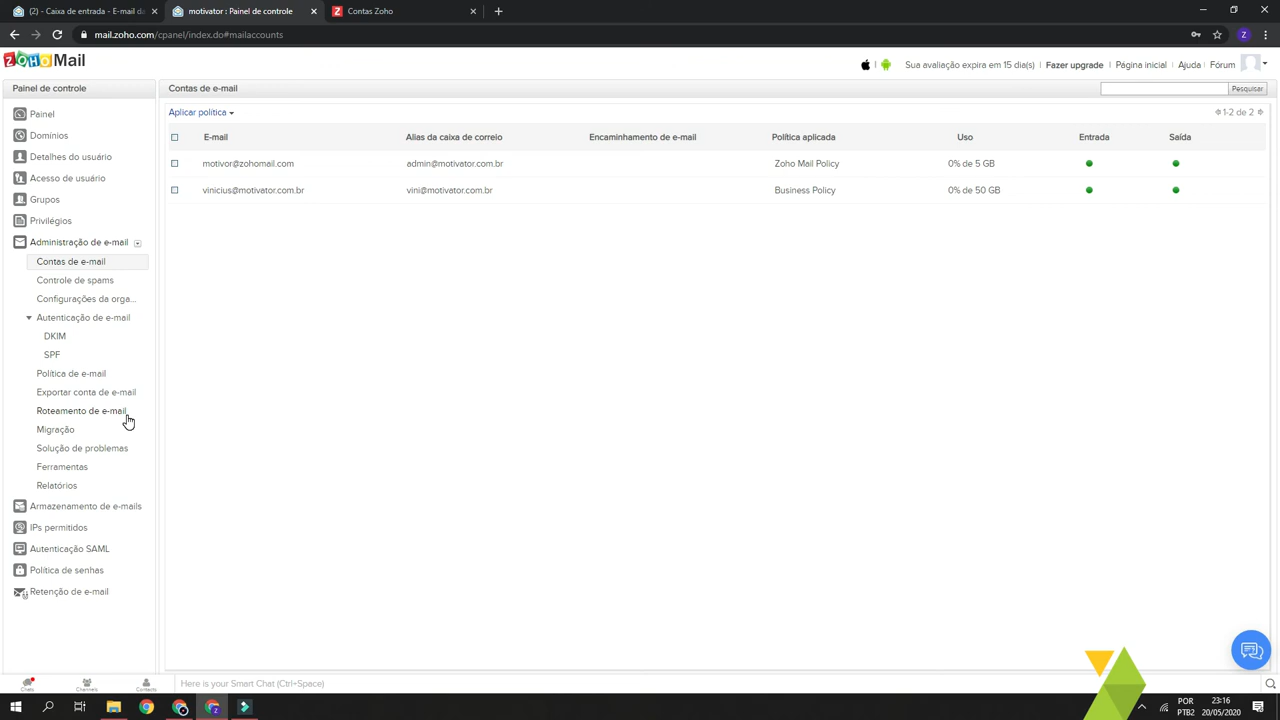 (2) - Caixa de entrada - E-mail da
motivator : Painel de controle
Contas Zoho
mail.zoho.com/cpanel/index.do#mailaccounts
ZOHO Mail
Sua avaliação expira em 15 dia(s) | Fazer upgrade | Página inicial | Ajuda | Fórum
Painel de controle
Contas de e-mail
Pesquisar
Aplicar política
1-2 de 2
Painel
Domínios
Detalhes do usuário
Acesso de usuário
Grupos
Privilégios
Administração de e-mail
Contas de e-mail
Controle de spams
Configurações da orga...
Autenticação de e-mail
DKIM
SPF
Política de e-mail
Exportar conta de e-mail
Roteamento de e-mail
Migração
Solução de problemas
Ferramentas
Relatórios
Armazenamento de e-mails
IPs permitidos
Autenticação SAML
Política de senhas
Retenção de e-mail
E-mail Alias da caixa de correio Encaminhamento de e-mail Política aplicada Uso Entrada Saída
motivor@zohomail.com admin@motivator.com.br Zoho Mail Policy 0% de 5 GB
vinicius@motivator.com.br vini@motivator.com.br Business Policy 0% de 50 GB
Chats Channels Contacts Here is your Smart Chat (Ctrl+Space)
POR 23:16
PTB2 20/05/2020